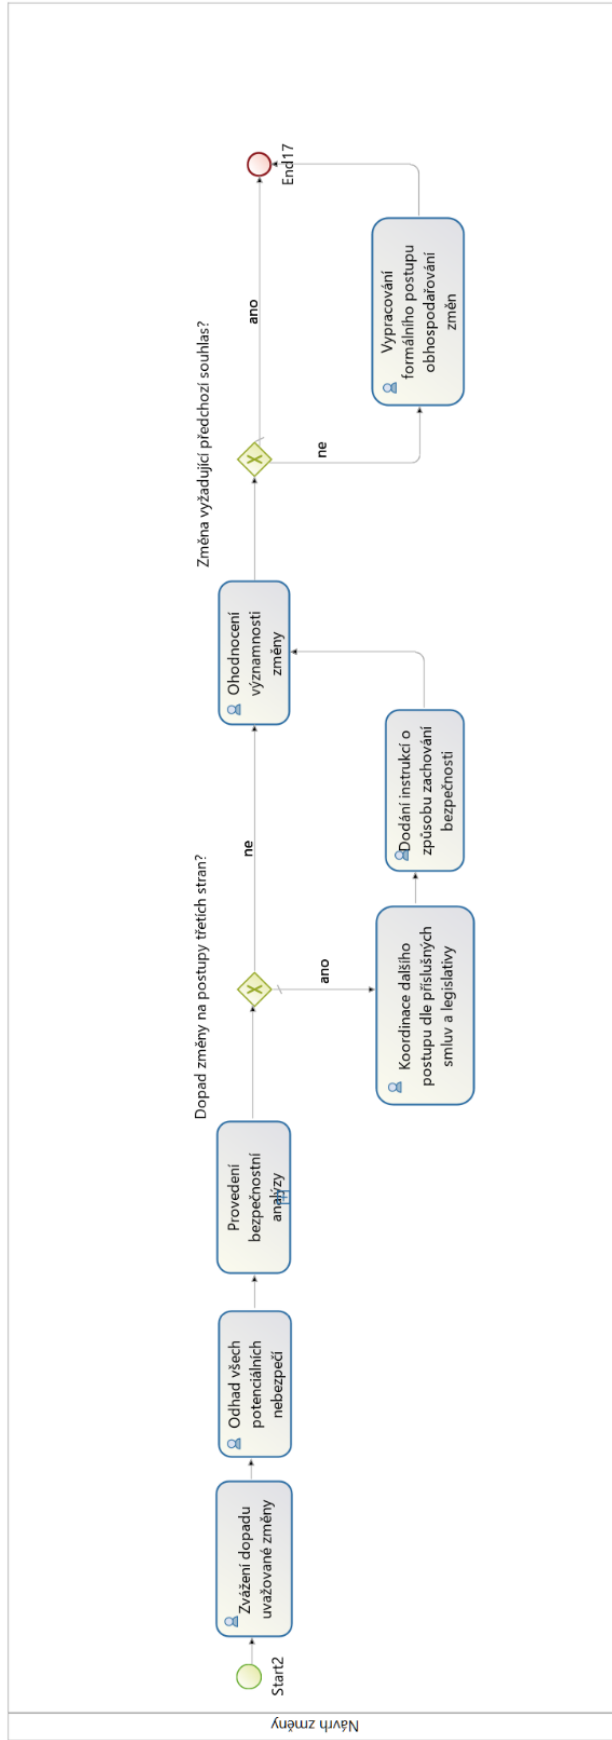 Návrh změny
Start2
Zvážení dopadu
uvažované změny
Odhad všech
potenciálních
nebezpečí
Provedení
bezpečnostní
analýzy
Dopad změny na postupy třetích stran?
X
ne
ano
Koordinace dalšího
postupu dle příslušných
smluv a legislativy
Dodání instrukcí o
způsobu zachování
bezpečnosti
Ohodnocení
významnosti
změny
Změna vyžadující předchozí souhlas?
X
ano
ne
Vypracování
formálního postupu
obhospodařování
změn
End17